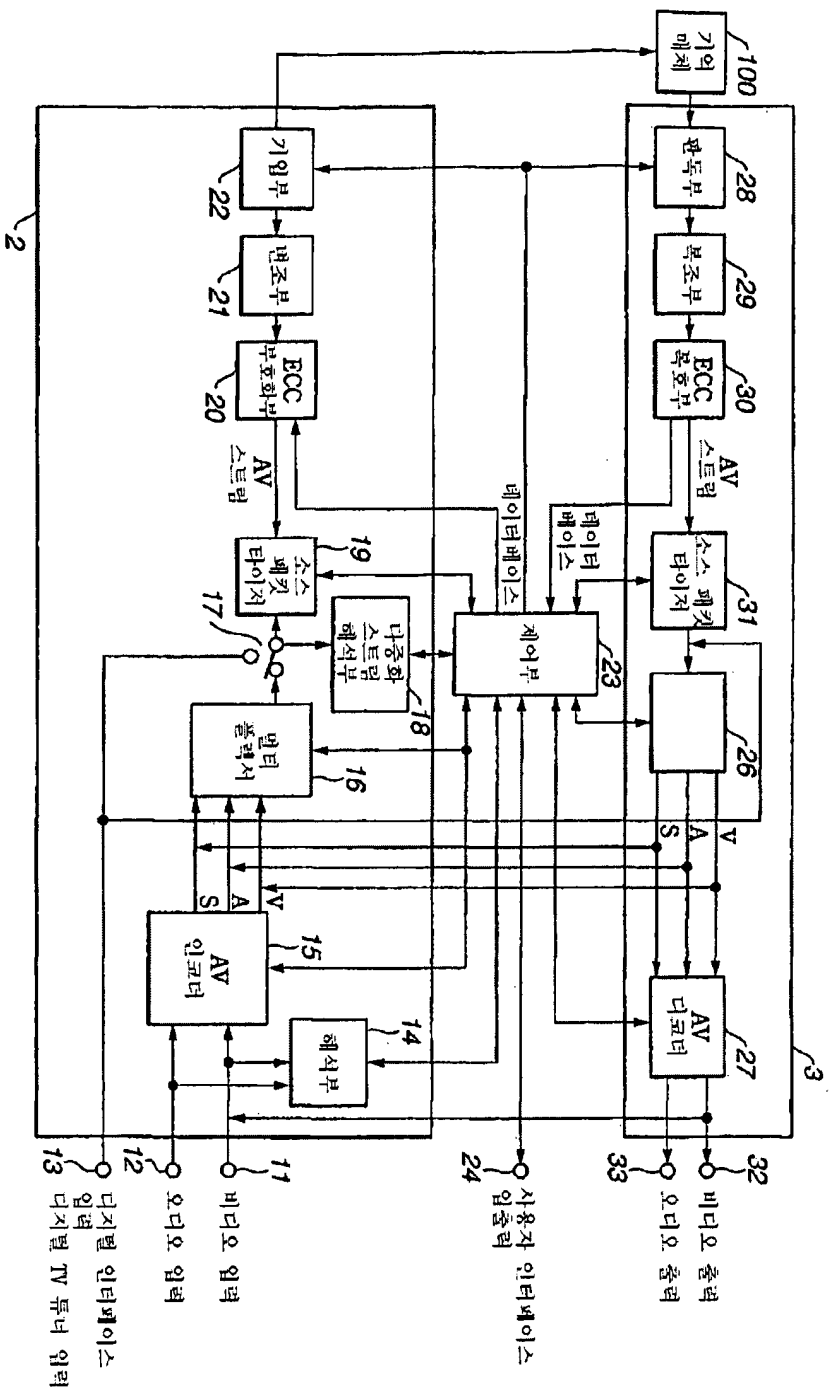 3
100
기억
매체
28
판독부
29
복조부
30
ECC
복호부
AV
스트림
31
소스 패킷
타이저
26
V
A
S
27
AV
디코더
32
비디오 출력
33
오디오 출력
데이터
베이스
데이터베이스
23
제어부
24
사용자 인터페이스
입출력
22
기입부
21
변조부
20
ECC
부호화부
AV
스트림
19
소스
패킷
타이저
17
18
다중화
스트림
해석부
16
멀티
플렉서
V
A
S
15
AV
인코더
14
해석부
11
비디오 입력
12
오디오 입력
13
디지털 인터페이스
입력
디지털 TV 튜너 입력
2